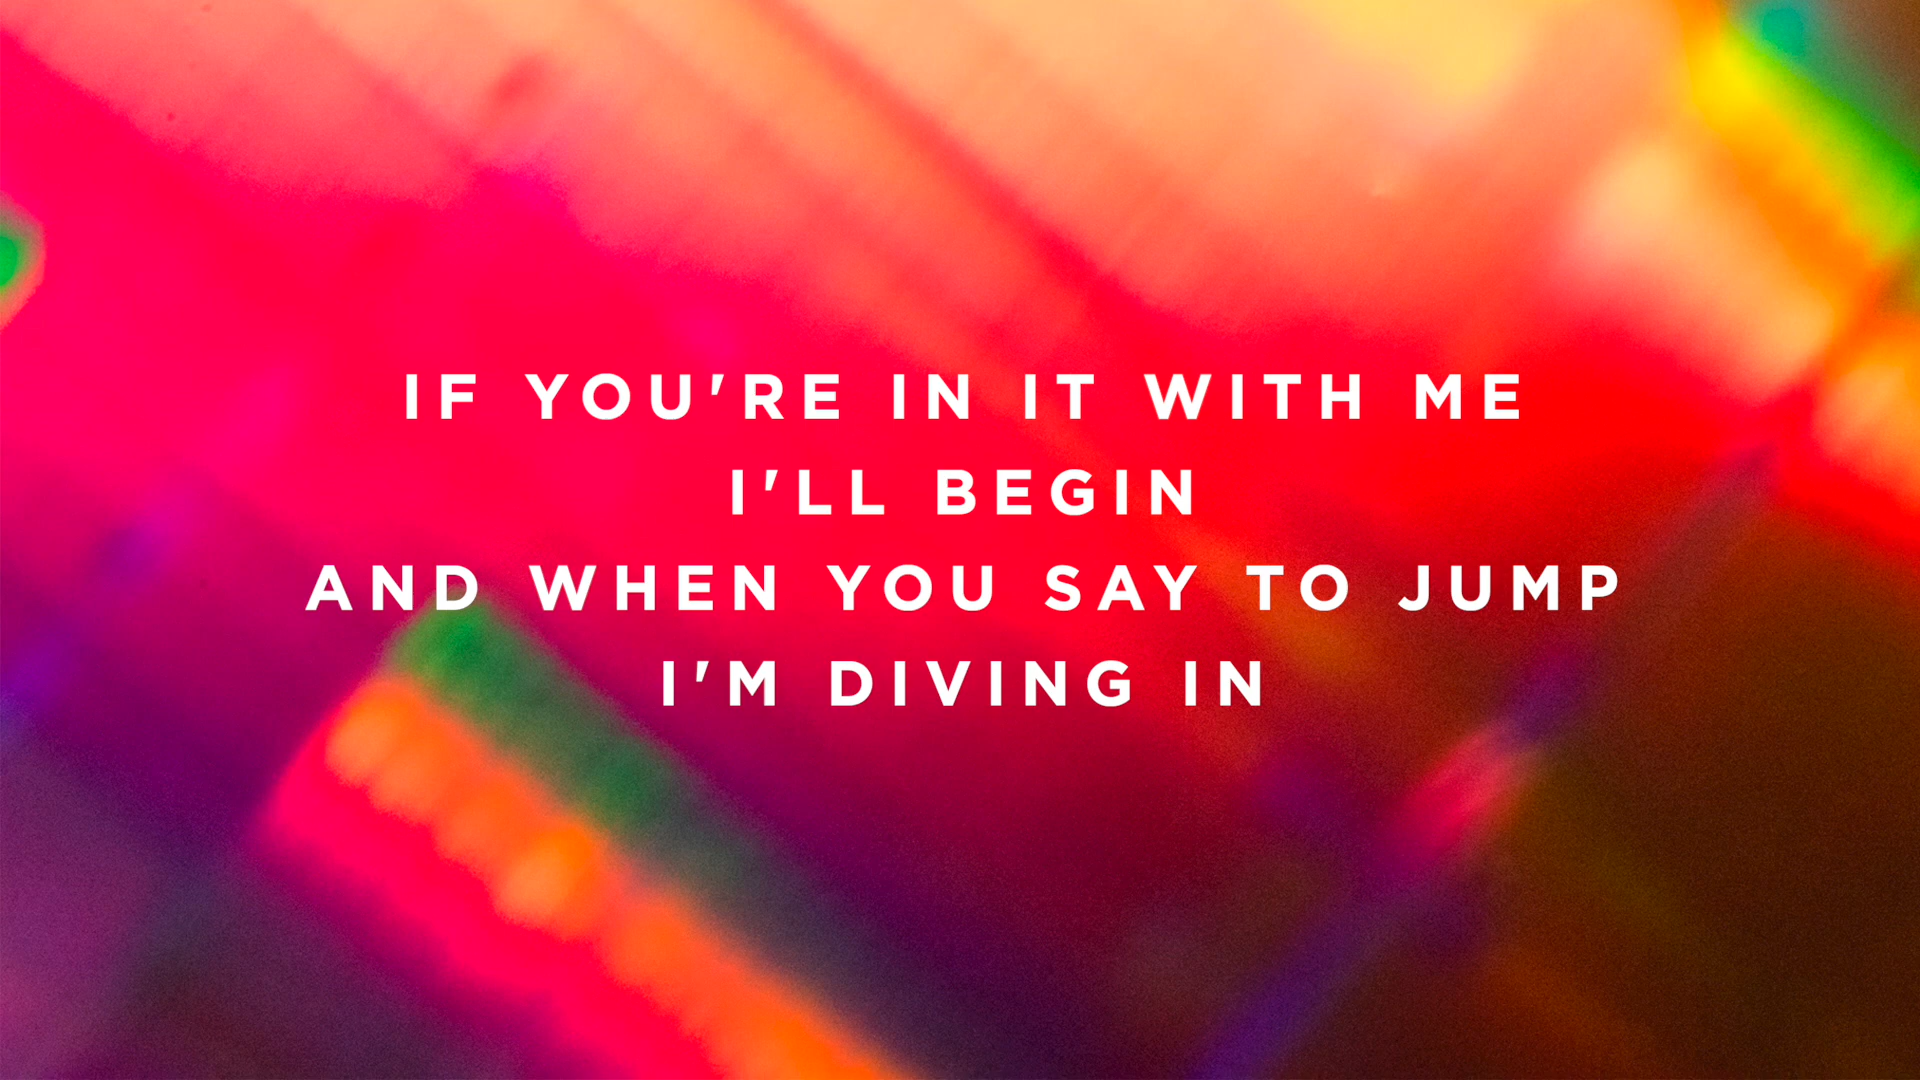 IF YOU'RE IN IT WITH ME
I'LL BEGIN
AND WHEN YOU SAY TO JUMP
I'M DIVING IN